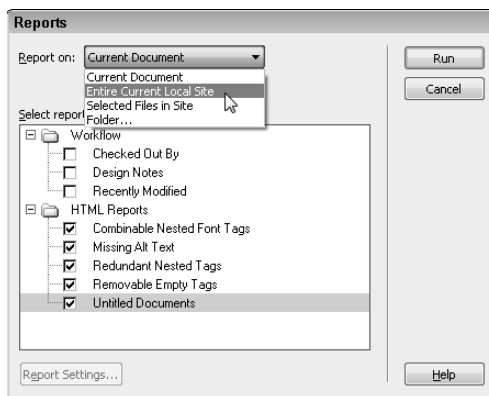 Reports
Report on: Current Document
Run
Current Document
Entire Current Local Site
Cancel
Selected Files in Site
Select report
Folder...
Workflow
Checked Out By
Design Notes
Recently Modified
HTML Reports
Combinable Nested Font Tags
Missing Alt Text
Redundant Nested Tags
Removable Empty Tags
Untitled Documents
Report Settings...
Help